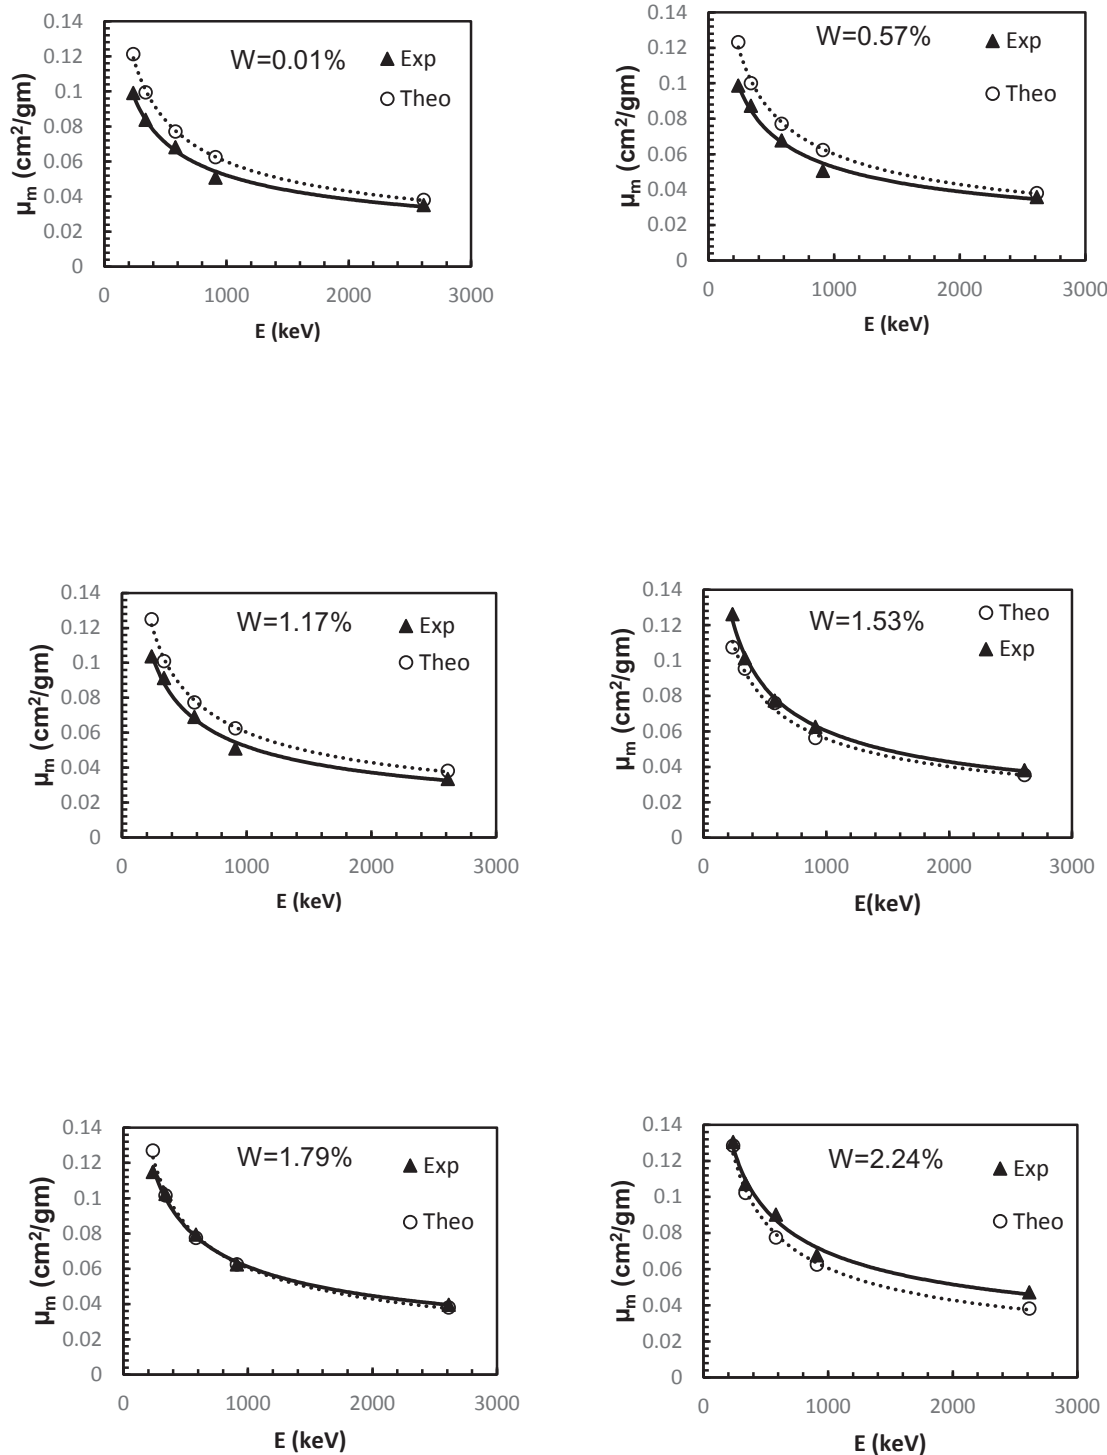 0.14
0.12
0.1
0.08
0.06
0.04
0.02
0
μm (cm2/gm)
W=0.01%
Exp
Theo
0 1000 2000 3000
E (keV)
0.14
0.12
0.1
0.08
0.06
0.04
0.02
0
μm (cm2/gm)
W=0.57%
Exp
Theo
0 1000 2000 3000
E (keV)
0.14
0.12
0.1
0.08
0.06
0.04
0.02
0
μm (cm2/gm)
W=1.17%
Exp
Theo
0 1000 2000 3000
E (keV)
0.14
0.12
0.1
0.08
0.06
0.04
0.02
0
μm (cm2/gm)
W=1.53%
Theo
Exp
0 1000 2000 3000
E(keV)
0.14
0.12
0.1
0.08
0.06
0.04
0.02
0
μm (cm2/gm)
W=1.79%
Exp
Theo
0 1000 2000 3000
E (keV)
0.14
0.12
0.1
0.08
0.06
0.04
0.02
0
μm (cm2/gm)
W=2.24%
Exp
Theo
0 1000 2000 3000
E (keV)